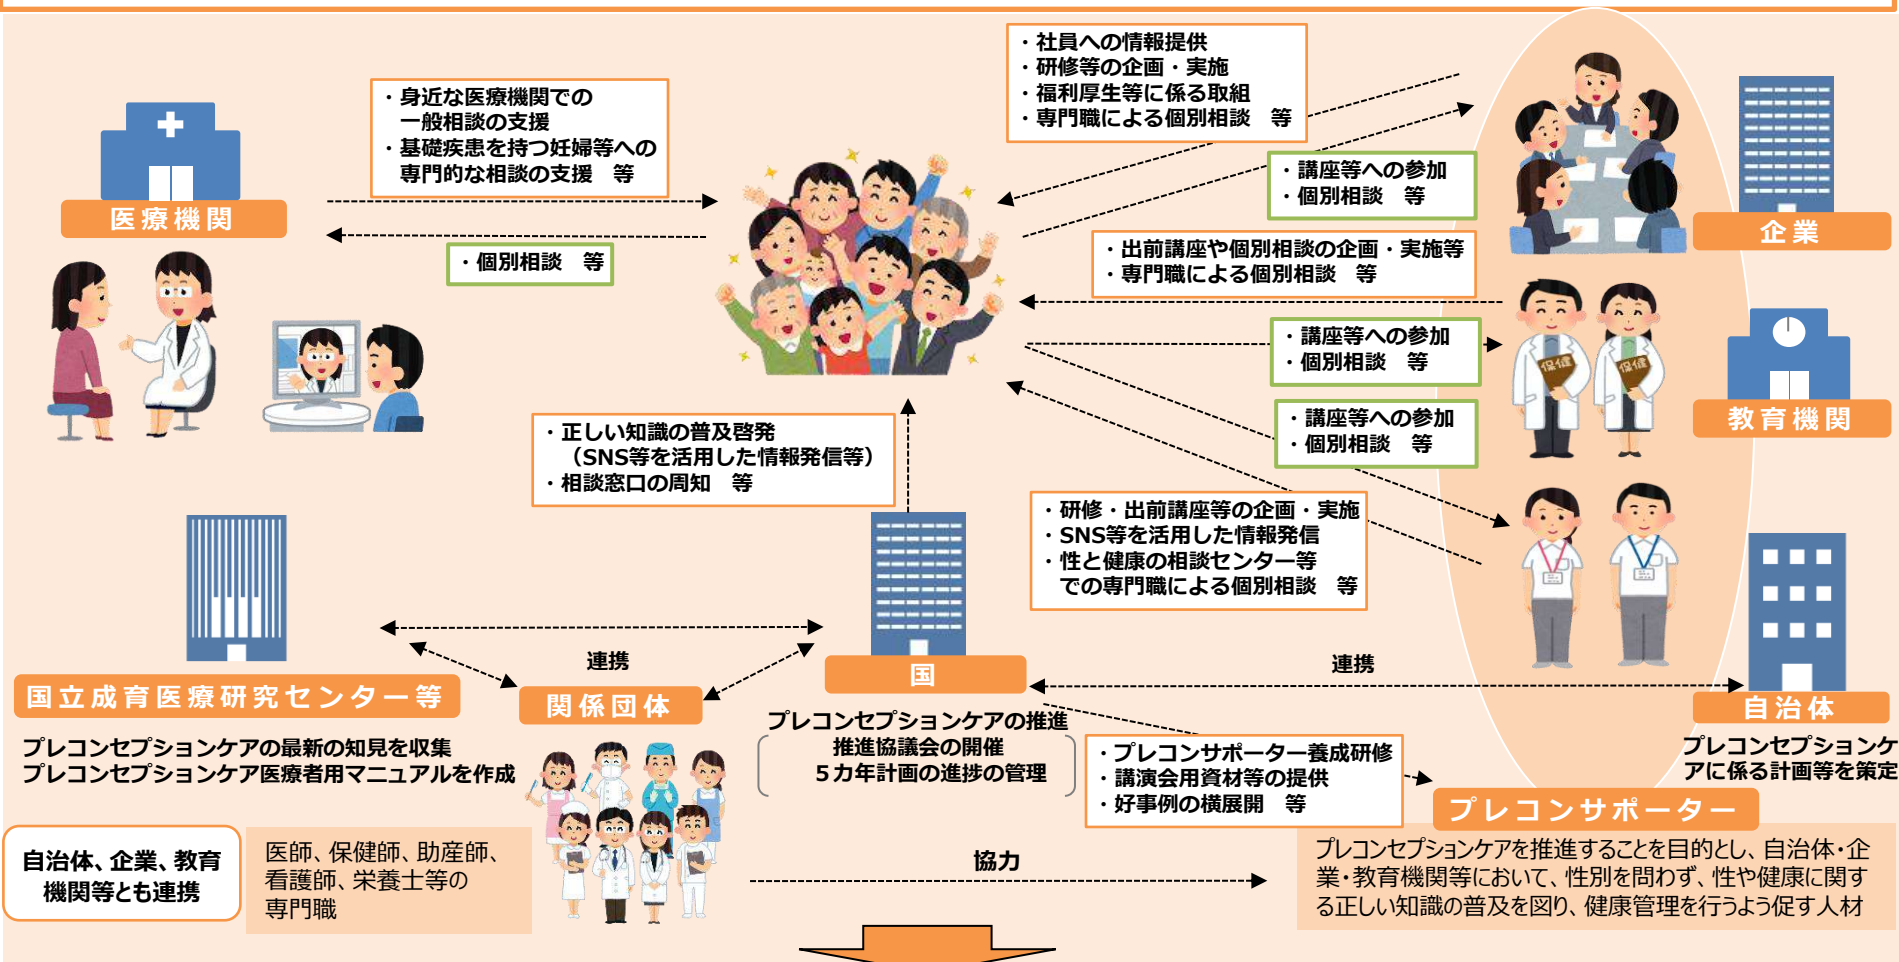 ・社員への情報提供
・研修等の企画・実施
・福利厚生等に係る取組
・専門職による個別相談　等
・身近な医療機関での
一般相談の支援
・基礎疾患を持つ妊婦等への
専門的な相談の支援　等
医療機関
・個別相談　等
・講座等への参加
・個別相談　等
企業
・出前講座や個別相談の企画・実施等
・専門職による個別相談　等
・講座等への参加
・個別相談　等
保健
保健
教育機関
・講座等への参加
・個別相談　等
・正しい知識の普及啓発
（SNS等を活用した情報発信等）
・相談窓口の周知　等
・研修・出前講座等の企画・実施
・SNS等を活用した情報発信
・性と健康の相談センター等
での専門職による個別相談　等
連携
国
連携
国立成育医療研究センター等
関係団体
自治体
プレコンセプションケアの最新の知見を収集
プレコンセプションケア医療者用マニュアルを作成
プレコンセプションケアの推進
推進協議会の開催
５カ年計画の進捗の管理
・プレコンサポーター養成研修
・講演会用資材等の提供
・好事例の横展開　等
プレコンセプションケ
アに係る計画等を策定
プレコンサポーター
自治体、企業、教育
機関等とも連携
医師、保健師、助産師、
看護師、栄養士等の
専門職
協力
プレコンセプションケアを推進することを目的とし、自治体・企
業・教育機関等において、性別を問わず、性や健康に関す
る正しい知識の普及を図り、健康管理を行うよう促す人材